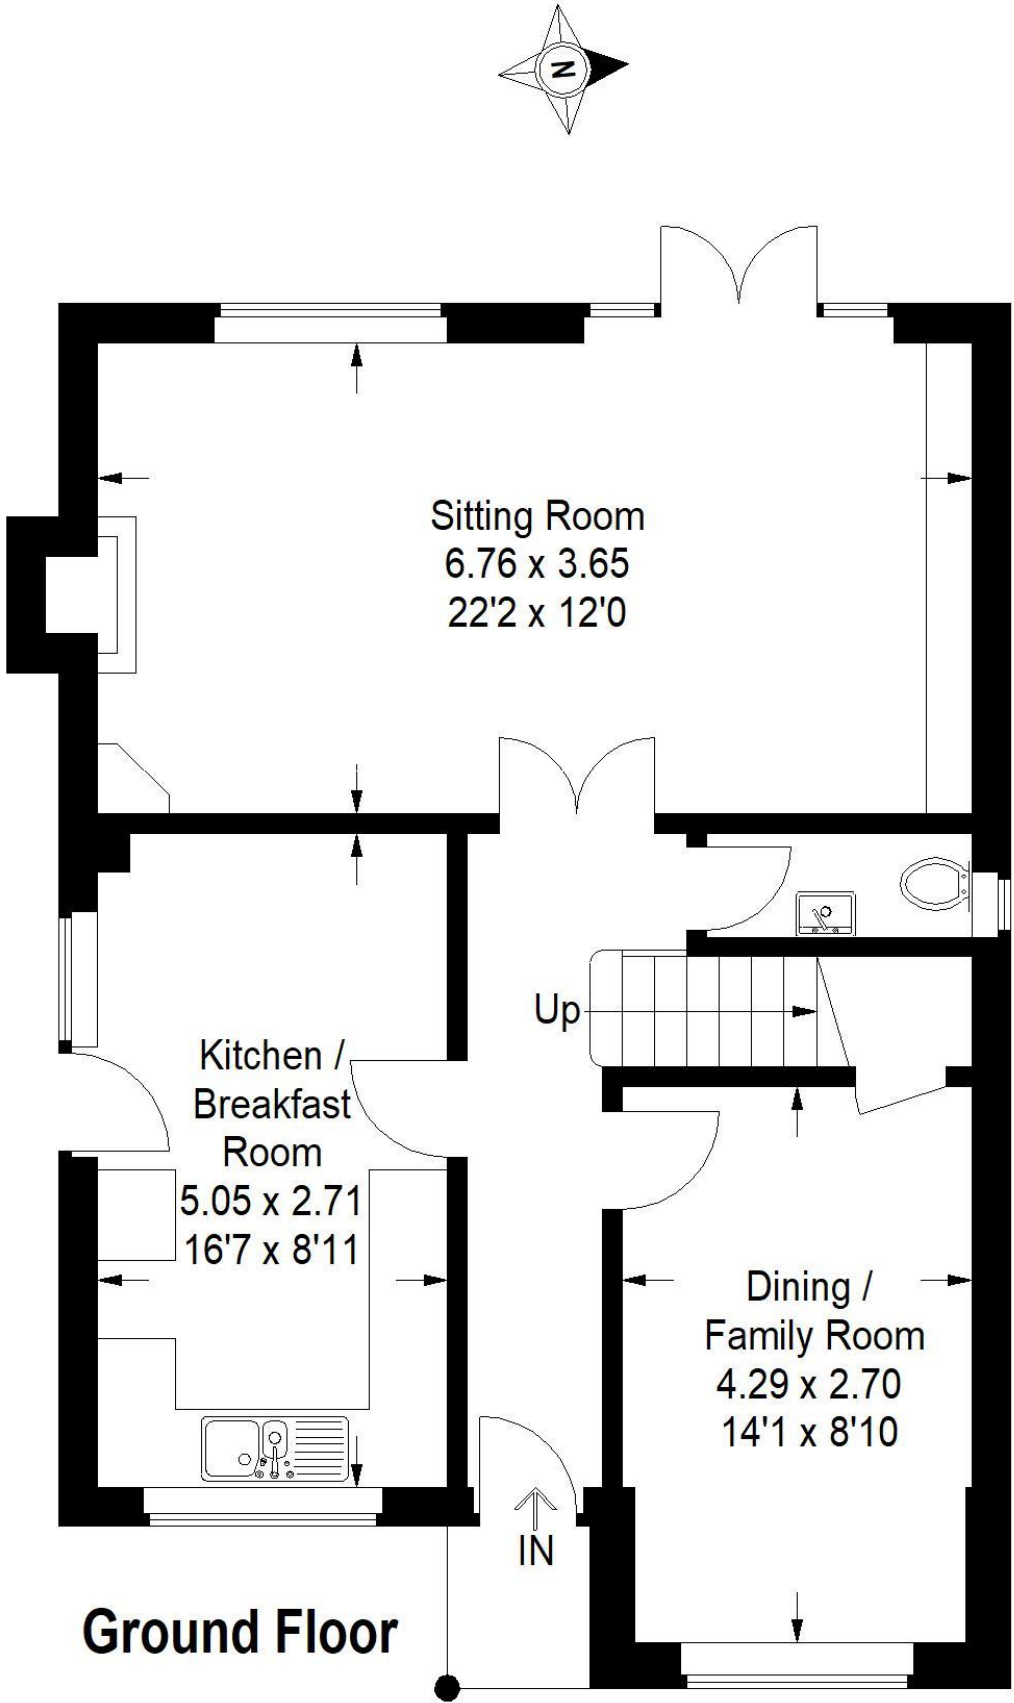 N
Sitting Room
6.76 x 3.65
22'2 x 12'0
Up
Kitchen /
Breakfast
Room
5.05 x 2.71
16'7 x 8'11
Dining /
Family Room
4.29 x 2.70
14'1 x 8'10
IN
Ground Floor